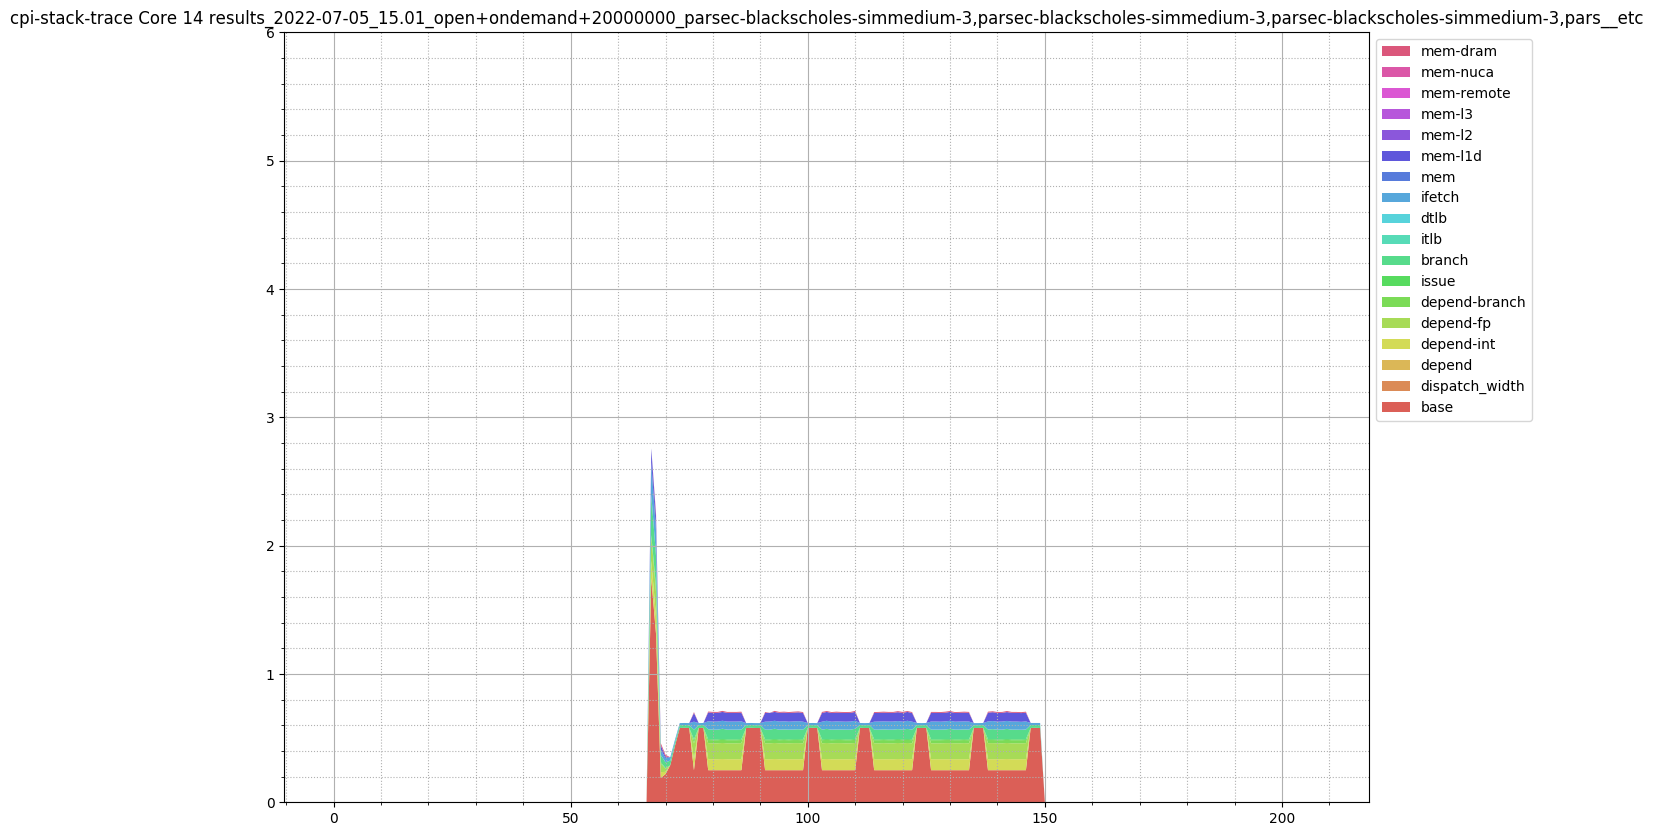 cpi-stack-trace Core 14 results_2022-07-05_15.01_open+ondemand+20000000_parsec-blackscholes-simmedium-3,parsec-blackscholes-simmedium-3,parsec-blackscholes-simmedium-3,pars__etc
6
5
4
3
2
1
0
0
50
100
150
200
mem-dram
mem-nuca
mem-remote
mem-l3
mem-l2
mem-l1d
mem
ifetch
dtlb
itlb
branch
issue
depend-branch
depend-fp
depend-int
depend
dispatch_width
base